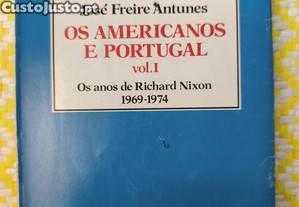 CustoJusto.pt
José Freire Antunes
OS AMERICANOS
E PORTUGAL
vol. I
Os anos de Richard Nixon
1969-1974